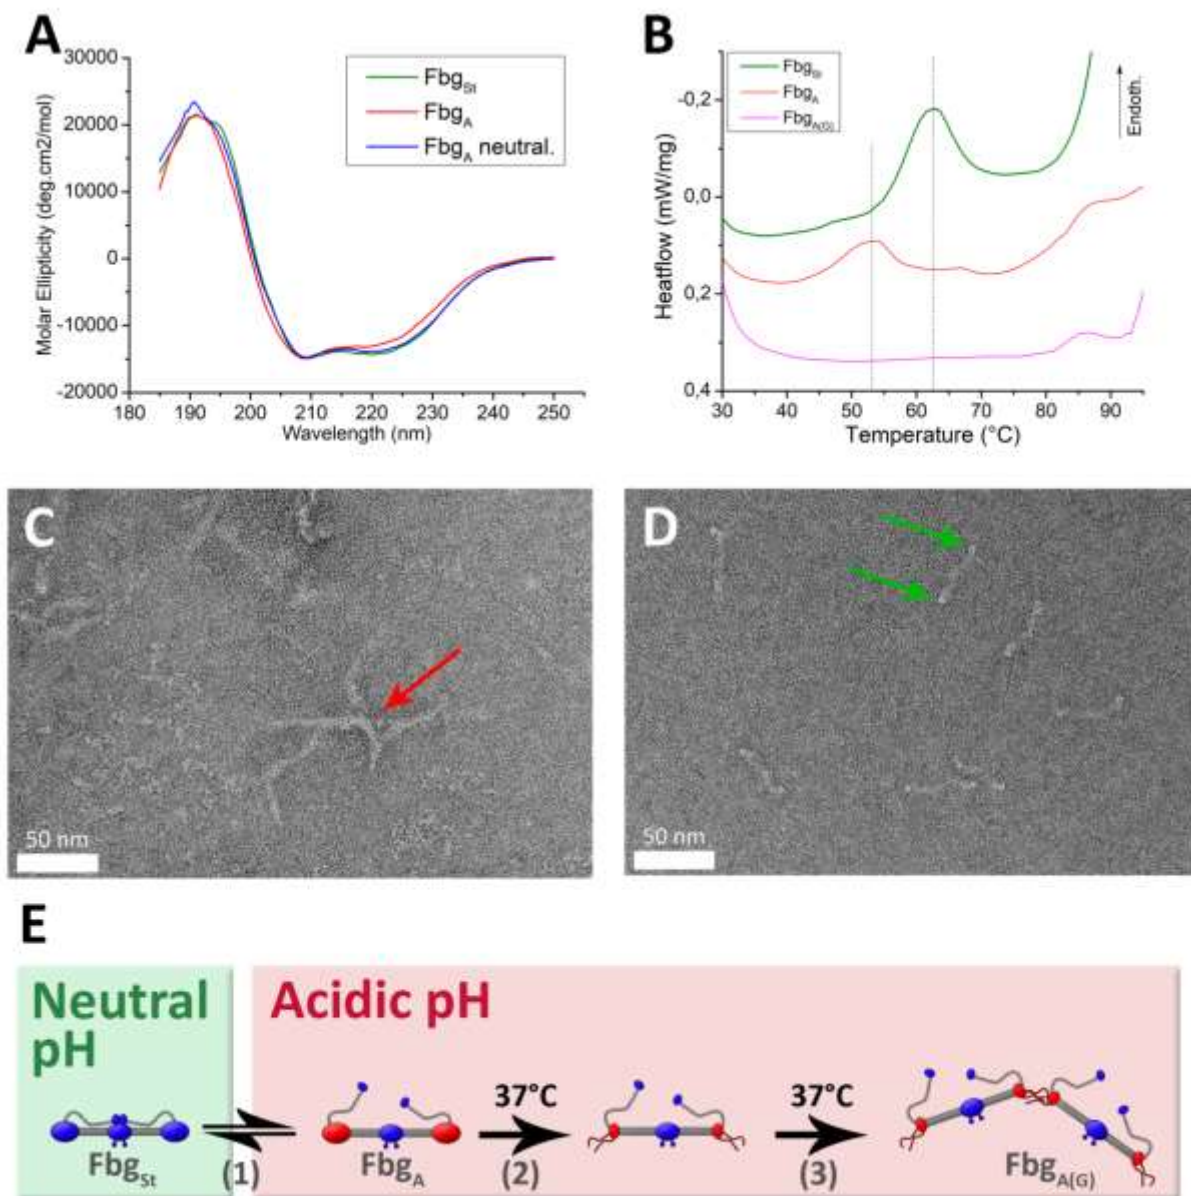 A
30000
20000
10000
0
-10000
-20000
180 190 200 210 220 230 240 250
Molar Ellipticity (deg.cm2/mol)
Wavelength (nm)
Fbg_St
Fbg_A
Fbg_A neutral.
B
-0,2
0,0
0,2
0,4
30 40 50 60 70 80 90
Heatflow (mW/mg)
Temperature (°C)
Fbg_St
Fbg_A
Fbg_A(G)
Endoth.
C
50 nm
D
50 nm
E
Neutral
pH
Acidic pH
37°C
37°C
Fbg_St
(1)
Fbg_A
(2)
(3)
Fbg_A(G)